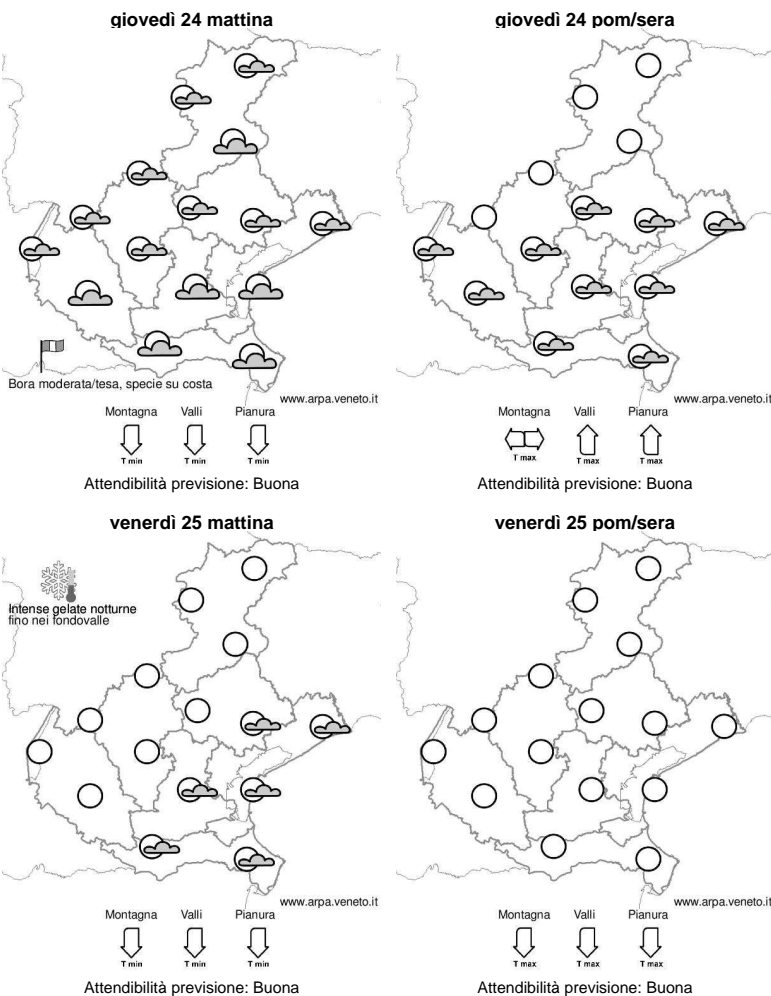 giovedì 24 mattina
Bora moderata/tesa, specie su costa
www.arpa.veneto.it
Montagna Valli Pianura
T min T min T min
Attendibilità previsione: Buona
giovedì 24 pom/sera
www.arpa.veneto.it
Montagna Valli Pianura
T max T max T max
Attendibilità previsione: Buona
venerdì 25 mattina
Intense gelate notturne
fino nei fondovalle
www.arpa.veneto.it
Montagna Valli Pianura
T min T min T min
Attendibilità previsione: Buona
venerdì 25 pom/sera
www.arpa.veneto.it
Montagna Valli Pianura
T max T max T max
Attendibilità previsione: Buona